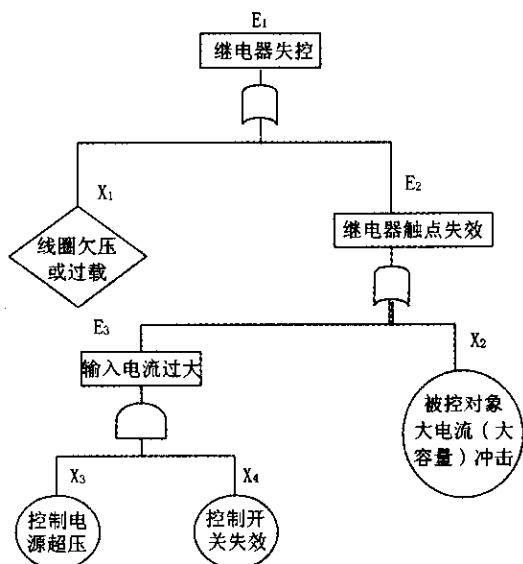 E₁
继电器失控
X₁
E₂
线圈欠压
或过载
继电器触点失效
E₃
X₂
输入电流过大
被控对象
大电流（大
容量）冲击
X₃
X₄
控制电
源超压
控制开
关失效